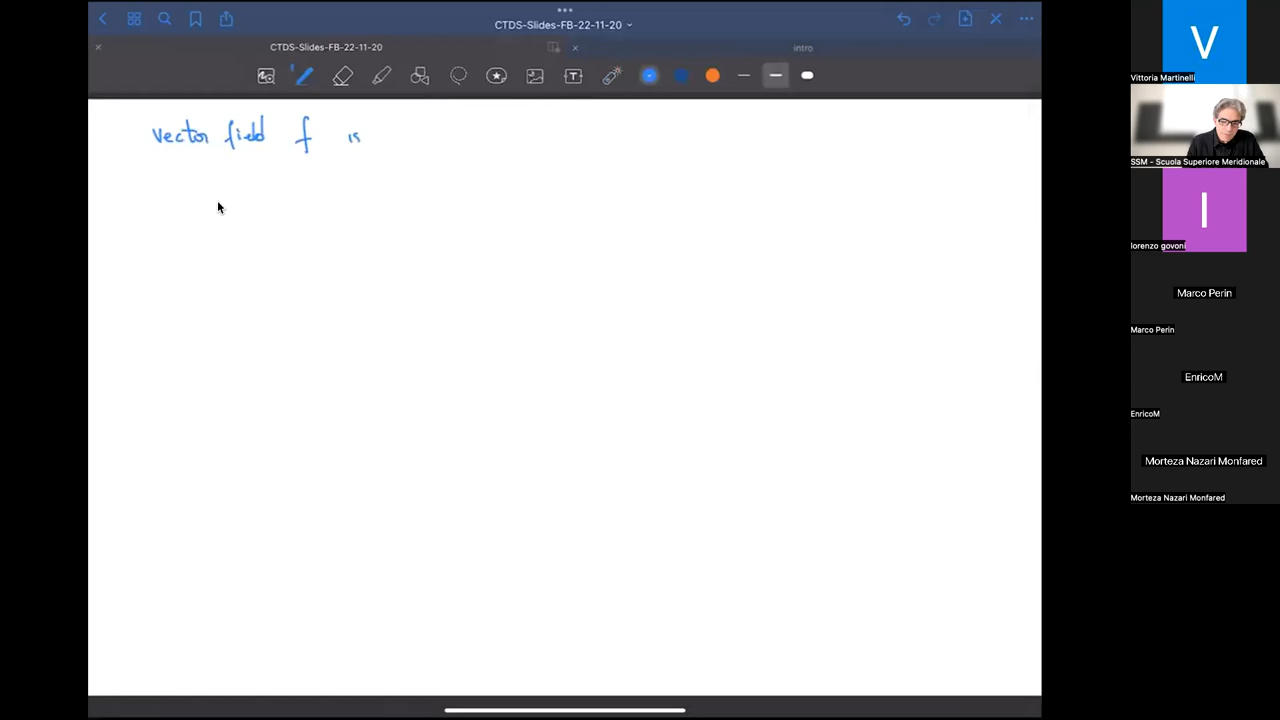 CTDS-Slides-FB-22-11-20
CTDS-Slides-FB-22-11-20
intro
vector field f is
V
Vittoria Martinelli
SSM - Scuola Superiore Meridionale
l
lorenzo govoni
Marco Perin
Marco Perin
EnricoM
EnricoM
Morteza Nazari Monfared
Morteza Nazari Monfared